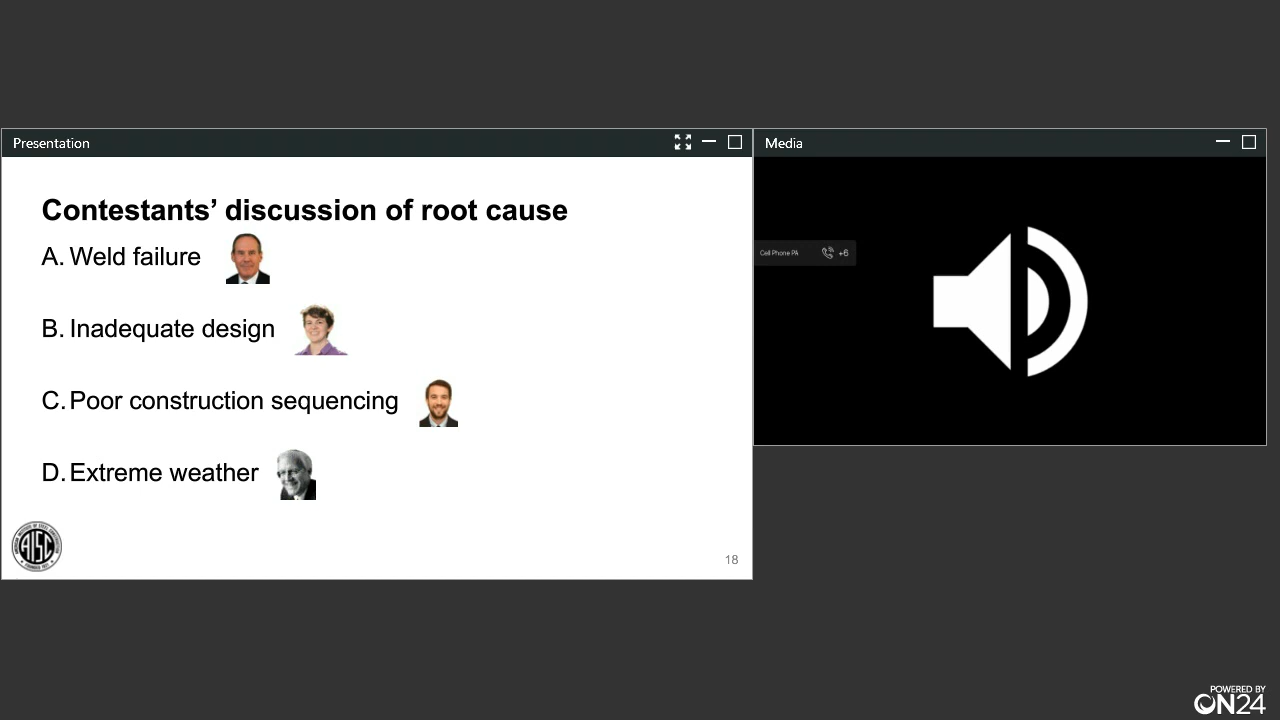 Presentation
Media
Contestants’ discussion of root cause
A. Weld failure
B. Inadequate design
C. Poor construction sequencing
D. Extreme weather
AISC
18
Cell Phone PA
+6
POWERED BY
ON24